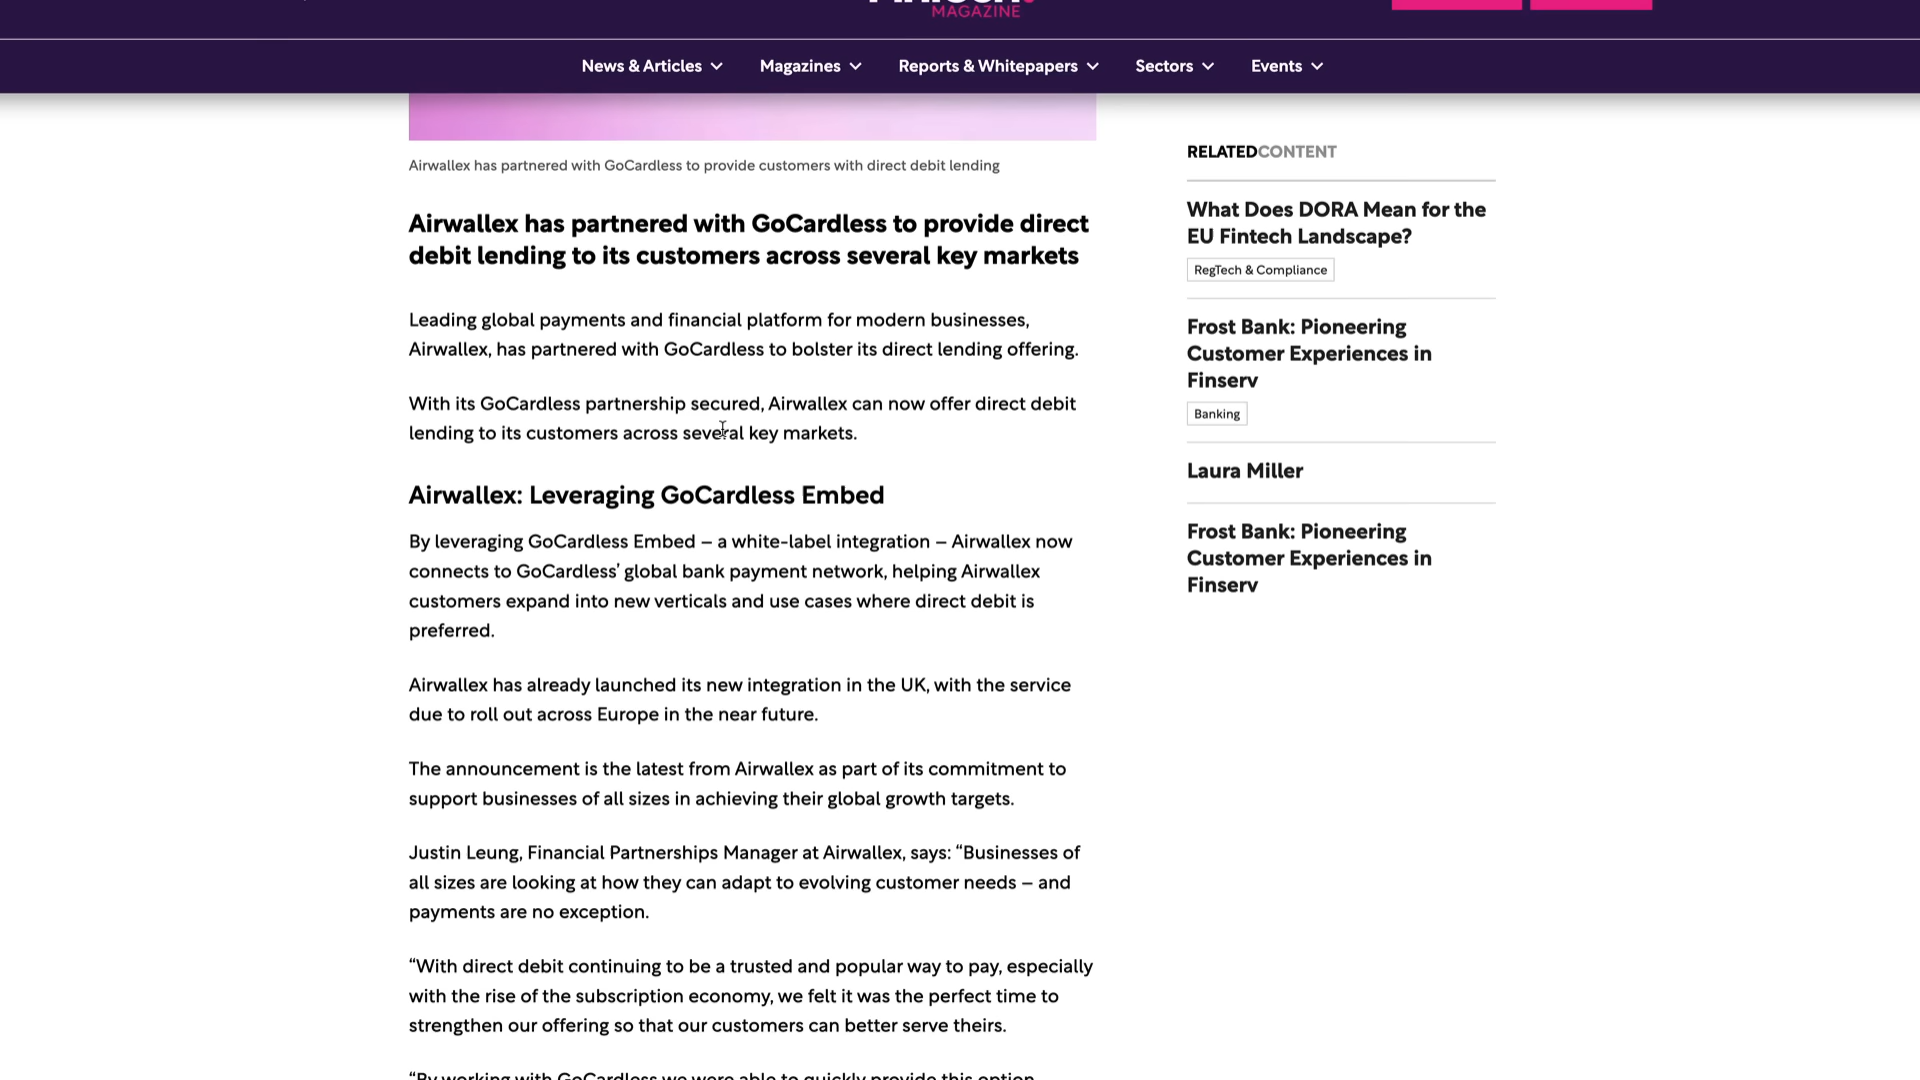 MAGAZINE
News & Articles
Magazines
Reports & Whitepapers
Sectors
Events
Airwallex has partnered with GoCardless to provide customers with direct debit lending
Airwallex has partnered with GoCardless to provide direct
debit lending to its customers across several key markets
Leading global payments and financial platform for modern businesses,
Airwallex, has partnered with GoCardless to bolster its direct lending offering.
With its GoCardless partnership secured, Airwallex can now offer direct debit
lending to its customers across several key markets.
Airwallex: Leveraging GoCardless Embed
By leveraging GoCardless Embed – a white-label integration – Airwallex now
connects to GoCardless’ global bank payment network, helping Airwallex
customers expand into new verticals and use cases where direct debit is
preferred.
Airwallex has already launched its new integration in the UK, with the service
due to roll out across Europe in the near future.
The announcement is the latest from Airwallex as part of its commitment to
support businesses of all sizes in achieving their global growth targets.
Justin Leung, Financial Partnerships Manager at Airwallex, says: “Businesses of
all sizes are looking at how they can adapt to evolving customer needs – and
payments are no exception.
“With direct debit continuing to be a trusted and popular way to pay, especially
with the rise of the subscription economy, we felt it was the perfect time to
strengthen our offering so that our customers can better serve theirs.
“By working with GoCardless we were able to quickly provide this option
RELATEDCONTENT
What Does DORA Mean for the
EU Fintech Landscape?
RegTech & Compliance
Frost Bank: Pioneering
Customer Experiences in
Finserv
Banking
Laura Miller
Frost Bank: Pioneering
Customer Experiences in
Finserv